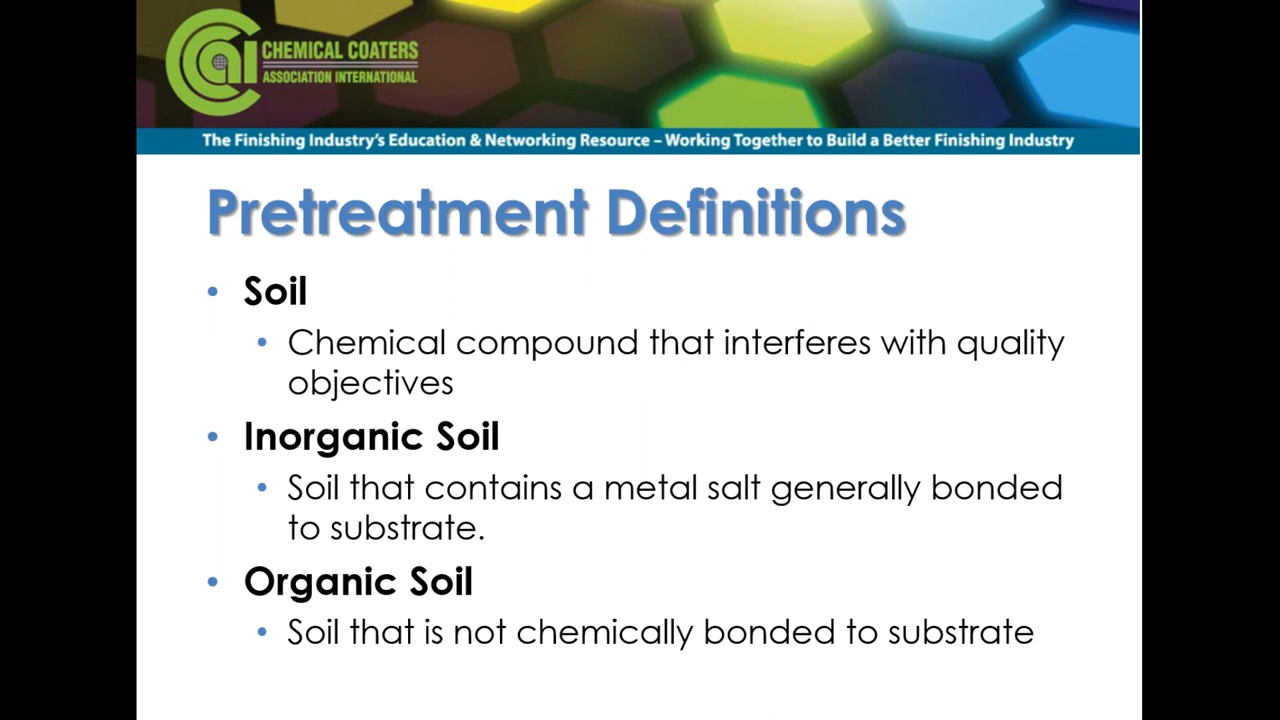 CCAI CHEMICAL COATERS
ASSOCIATION INTERNATIONAL
The Finishing Industry's Education & Networking Resource – Working Together to Build a Better Finishing Industry
Pretreatment Definitions
• Soil
• Chemical compound that interferes with quality
objectives
• Inorganic Soil
• Soil that contains a metal salt generally bonded
to substrate.
• Organic Soil
• Soil that is not chemically bonded to substrate